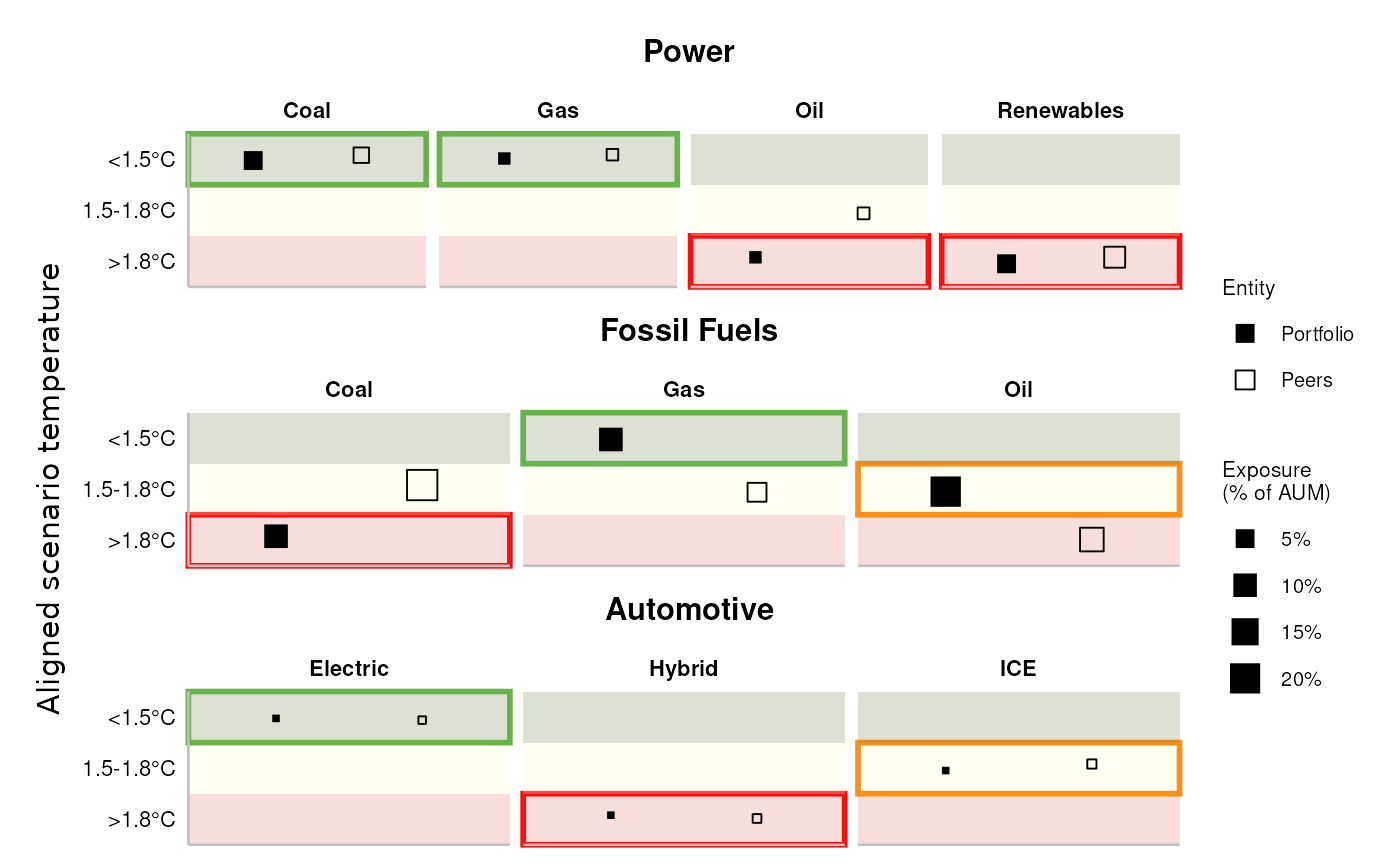 Power
Coal
Gas
Oil
Renewables
<1.5°C
1.5-1.8°C
>1.8°C
Fossil Fuels
Coal
Gas
Oil
<1.5°C
1.5-1.8°C
>1.8°C
Automotive
Electric
Hybrid
ICE
<1.5°C
1.5-1.8°C
>1.8°C
Aligned scenario temperature
Entity
Portfolio
Peers
Exposure
(% of AUM)
5%
10%
15%
20%